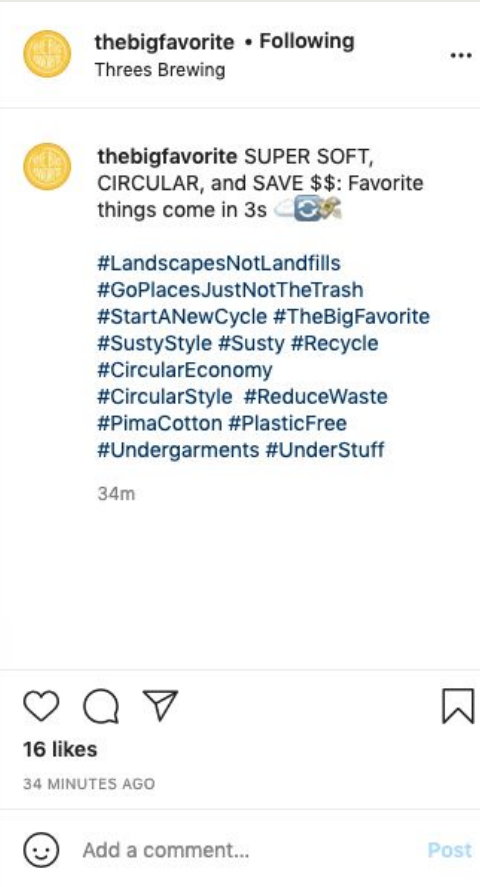 thebigfavorite • Following
Threes Brewing
thebigfavorite SUPER SOFT,
CIRCULAR, and SAVE $$: Favorite
things come in 3s ☁️🔄💸
#LandscapesNotLandfills
#GoPlacesJustNotTheTrash
#StartANewCycle #TheBigFavorite
#SustyStyle #Susty #Recycle
#CircularEconomy
#CircularStyle #ReduceWaste
#PimaCotton #PlasticFree
#Undergarments #UnderStuff
34m
16 likes
34 MINUTES AGO
Add a comment...
Post